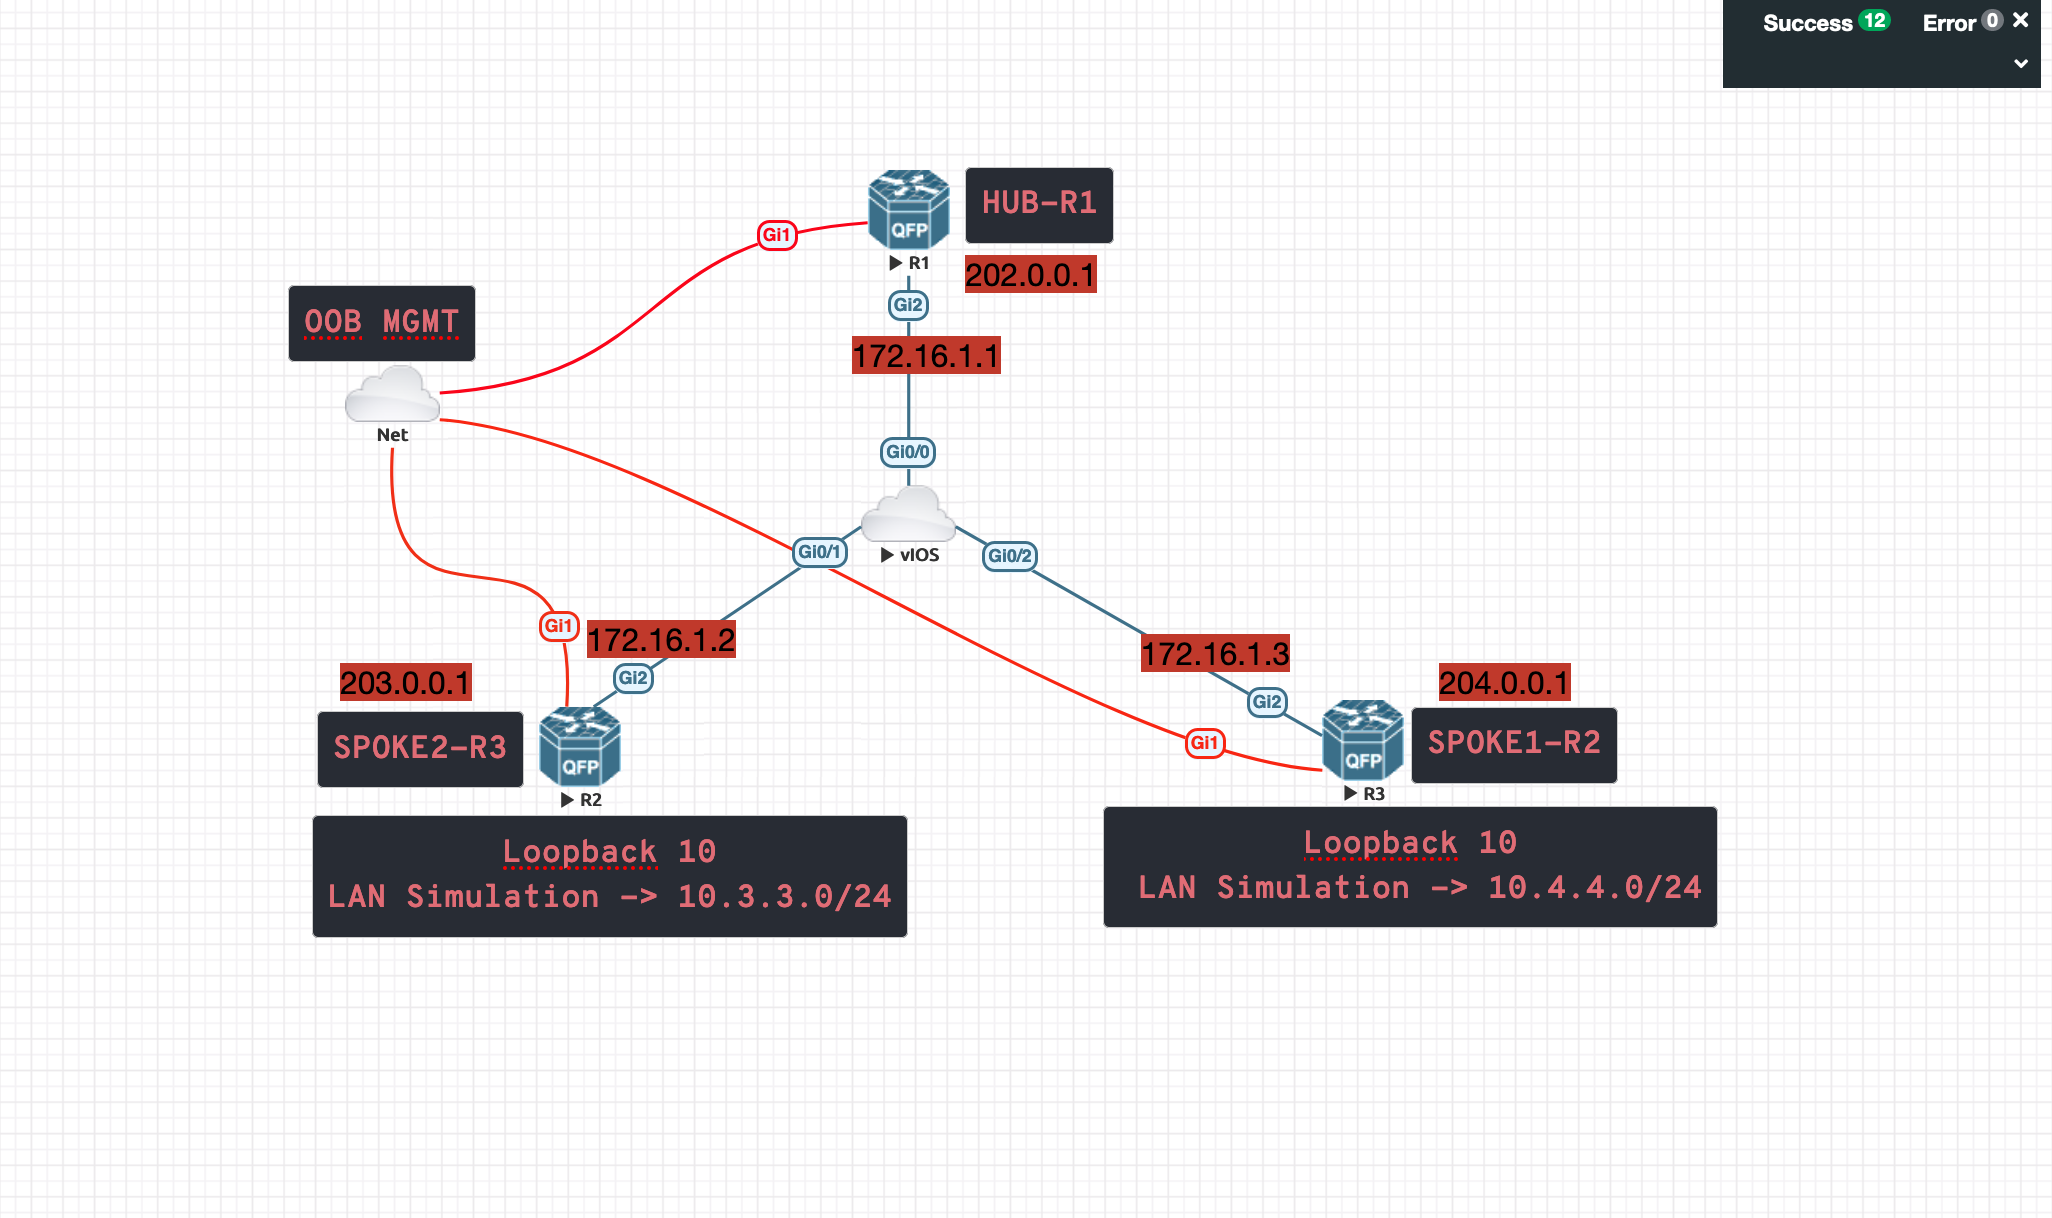 Success 12 Error 0
HUB-R1
QFP
R1
202.0.0.1
Gi1
Gi2
OOB MGMT
172.16.1.1
Net
Gi0/0
vIOS
Gi0/1
Gi0/2
Gi1
172.16.1.2
172.16.1.3
Gi2
203.0.0.1
204.0.0.1
Gi2
SPOKE2-R3
QFP
R2
Gi1
QFP
R3
SPOKE1-R2
Loopback 10
LAN Simulation -> 10.3.3.0/24
Loopback 10
LAN Simulation -> 10.4.4.0/24